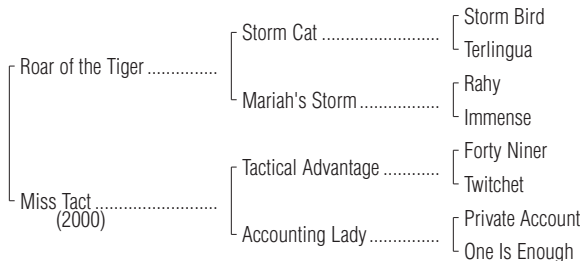 Storm Bird
Storm Cat ........................
Terlingua
Roar of the Tiger ...............
Rahy
Mariah's Storm ................
Immense
Forty Niner
Tactical Advantage ...........
Twitchet
Miss Tact ..........................
(2000)
Private Account
Accounting Lady ..............
One Is Enough